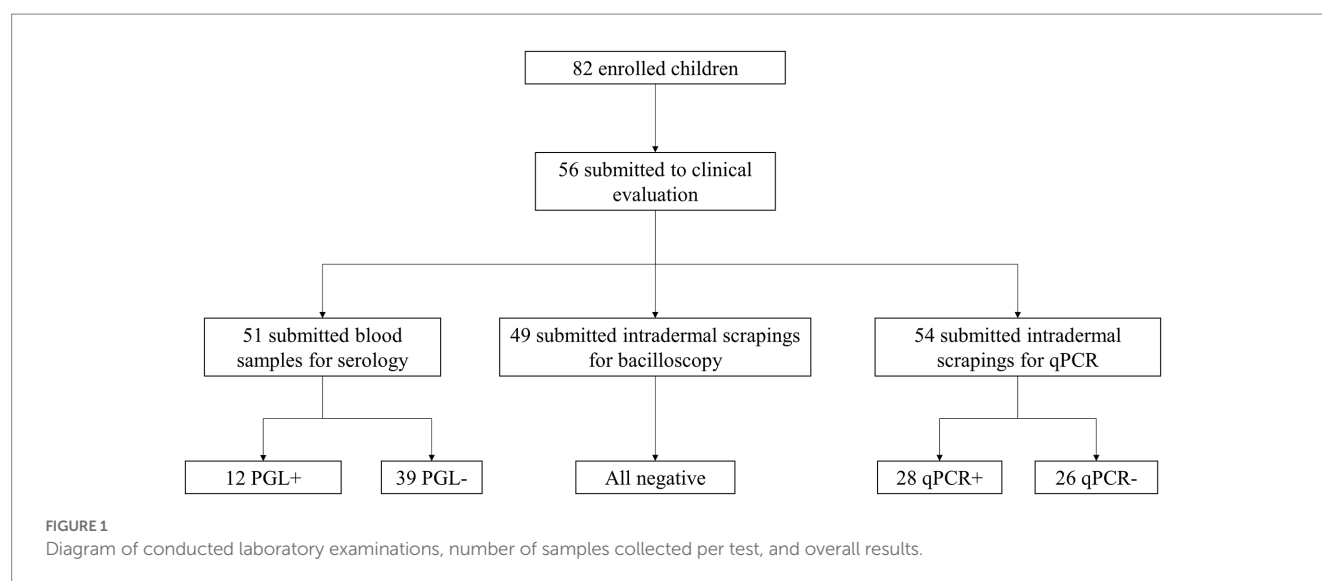 82 enrolled children
56 submitted to clinical
evaluation
51 submitted blood
samples for serology
49 submitted intradermal scrapings
for bacilloscopy
54 submitted intradermal
scrapings for qPCR
12 PGL+
39 PGL-
All negative
28 qPCR+
26 qPCR-
FIGURE 1
Diagram of conducted laboratory examinations, number of samples collected per test, and overall results.